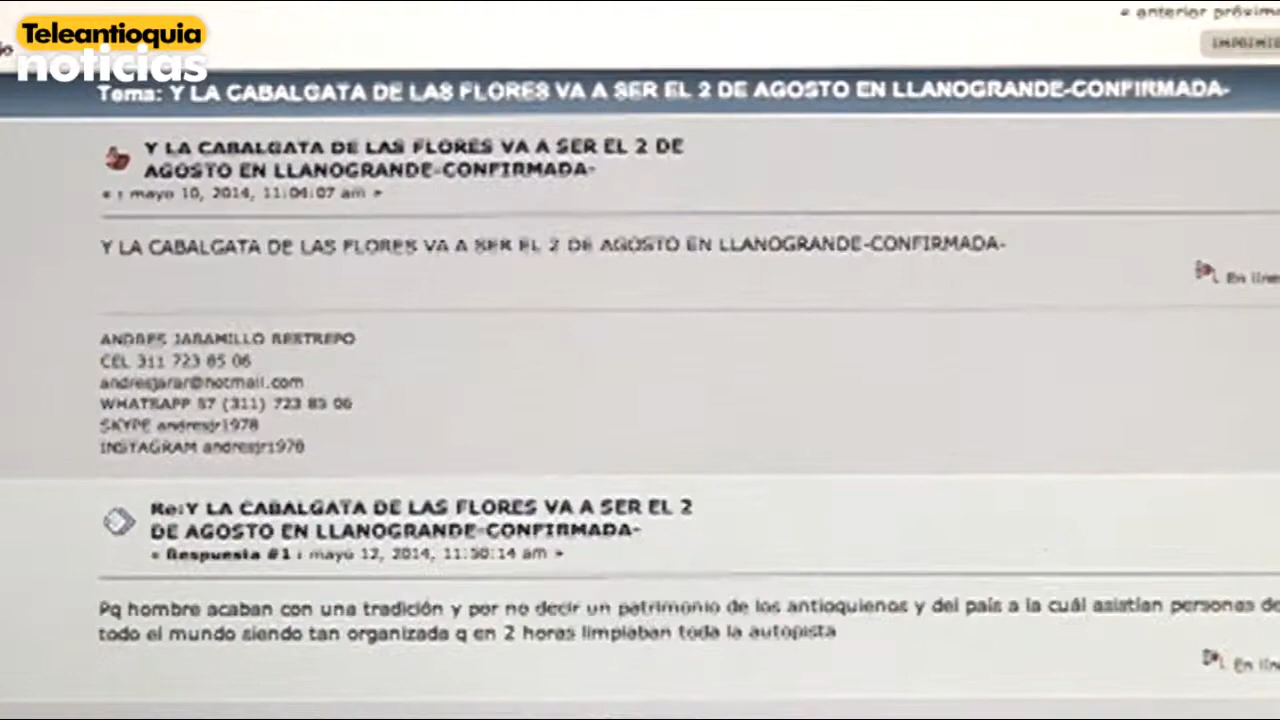 Teleantioquia
noticias
« anterior próximo
IMPRIMIR
Tema: Y LA CABALGATA DE LAS FLORES VA A SER EL 2 DE AGOSTO EN LLANOGRANDE-CONFIRMADA-
Y LA CABALGATA DE LAS FLORES VA A SER EL 2 DE
AGOSTO EN LLANOGRANDE-CONFIRMADA-
« : mayo 10, 2014, 11:04:07 am »
Y LA CABALGATA DE LAS FLORES VA A SER EL 2 DE AGOSTO EN LLANOGRANDE-CONFIRMADA-
En líne
ANDRES JARAMILLO RESTREPO
CEL 311 723 85 06
andresjarar@hotmail.com
WHATSAPP 57 (311) 723 85 06
SKYPE andresjr1978
INSTAGRAM andresjr1978
Re:Y LA CABALGATA DE LAS FLORES VA A SER EL 2
DE AGOSTO EN LLANOGRANDE-CONFIRMADA-
« Respuesta #1 : mayo 12, 2014, 11:50:14 am »
Pq hombre acaban con una tradición y por no decir un patrimonio de los antioquienos y del país a la cuál asistían personas de
todo el mundo siendo tan organizada q en 2 horas limpiaban toda la autopista
En líne